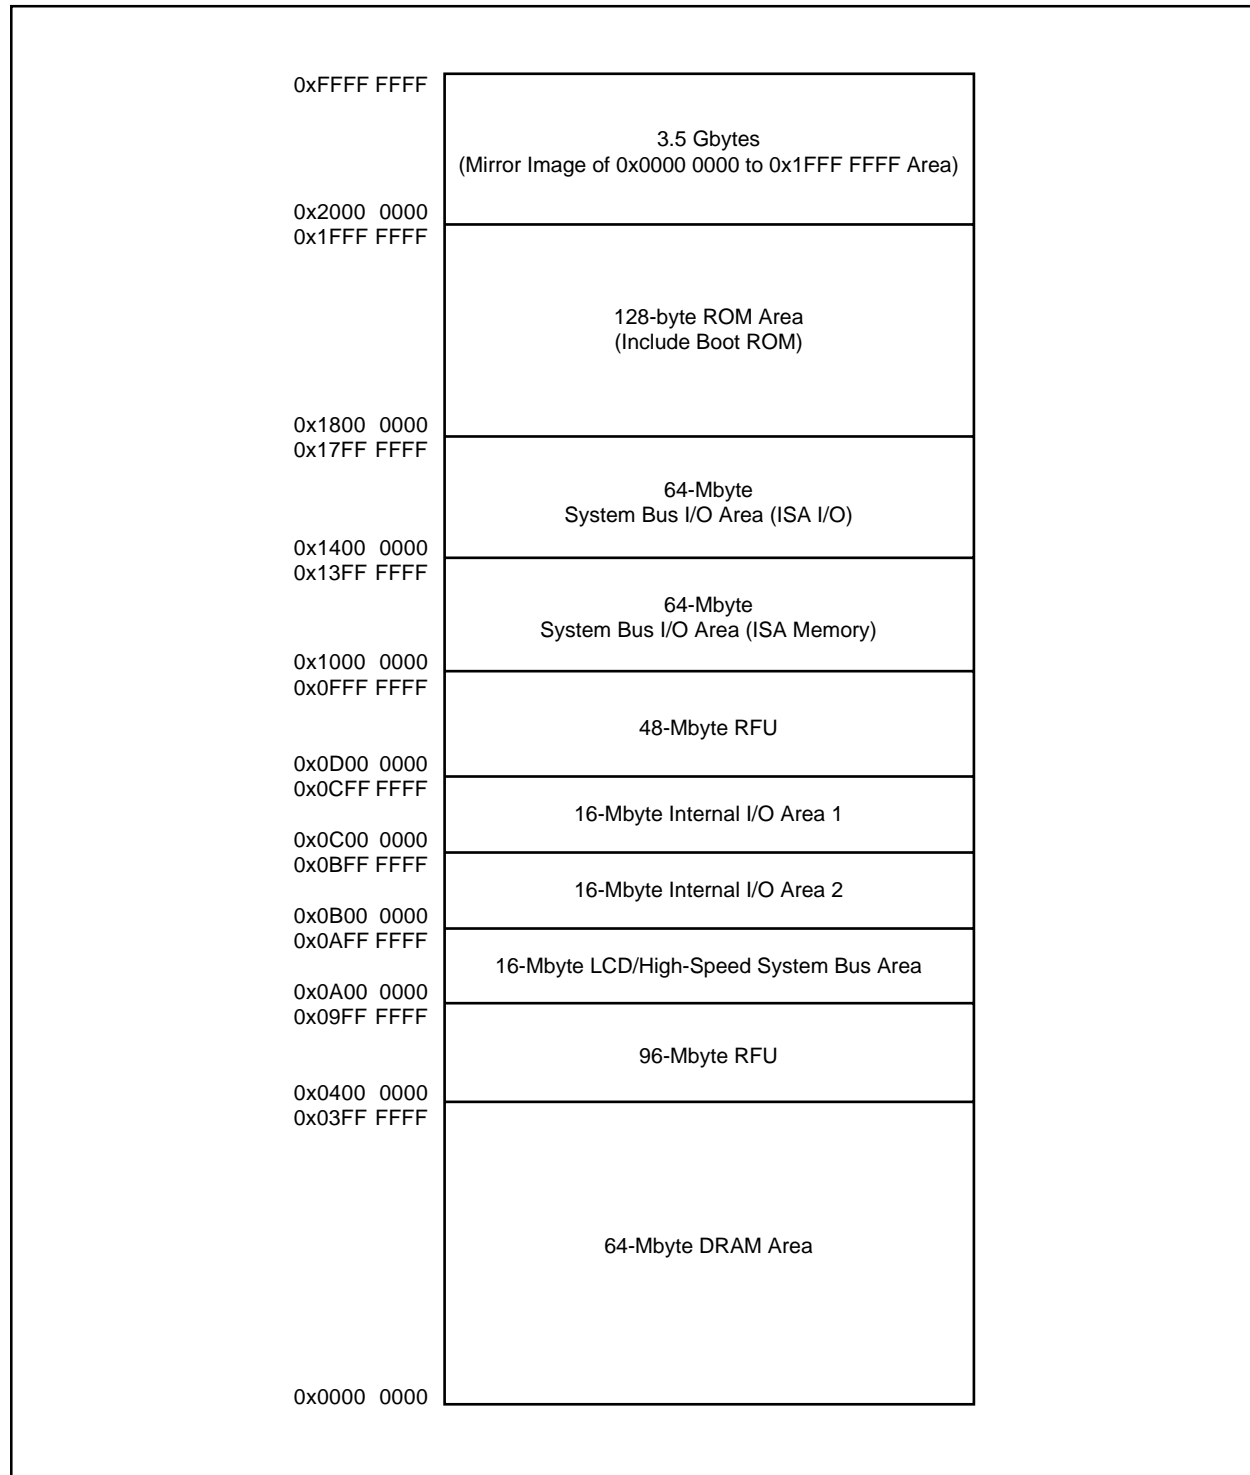 0xFFFF FFFF
3.5 Gbytes
(Mirror Image of 0x0000 0000 to 0x1FFF FFFF Area)
0x2000 0000
0x1FFF FFFF
128-byte ROM Area
(Include Boot ROM)
0x1800 0000
0x17FF FFFF
64-Mbyte
System Bus I/O Area (ISA I/O)
0x1400 0000
0x13FF FFFF
64-Mbyte
System Bus I/O Area (ISA Memory)
0x1000 0000
0x0FFF FFFF
48-Mbyte RFU
0x0D00 0000
0x0CFF FFFF
16-Mbyte Internal I/O Area 1
0x0C00 0000
0x0BFF FFFF
16-Mbyte Internal I/O Area 2
0x0B00 0000
0x0AFF FFFF
16-Mbyte LCD/High-Speed System Bus Area
0x0A00 0000
0x09FF FFFF
96-Mbyte RFU
0x0400 0000
0x03FF FFFF
64-Mbyte DRAM Area
0x0000 0000